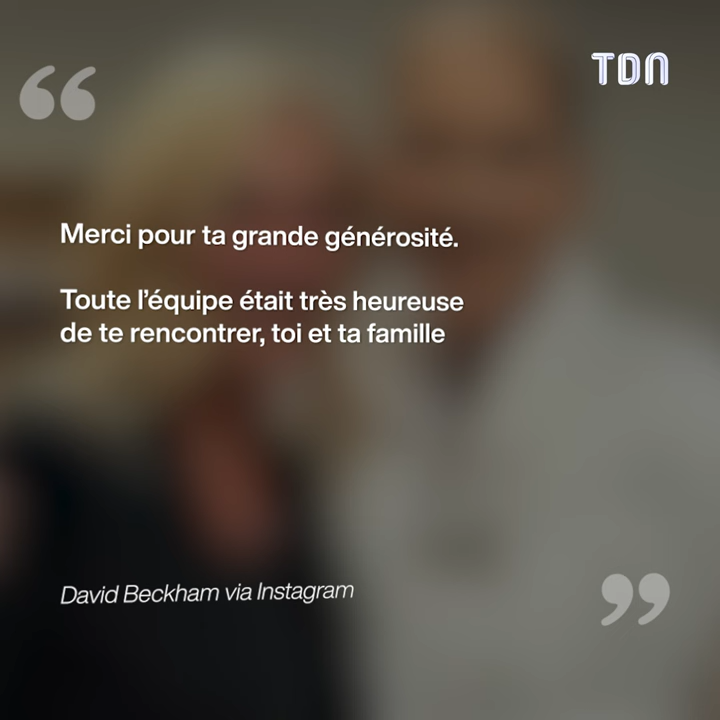 TDN
“
Merci pour ta grande générosité.
Toute l’équipe était très heureuse
de te rencontrer, toi et ta famille
David Beckham via Instagram
”